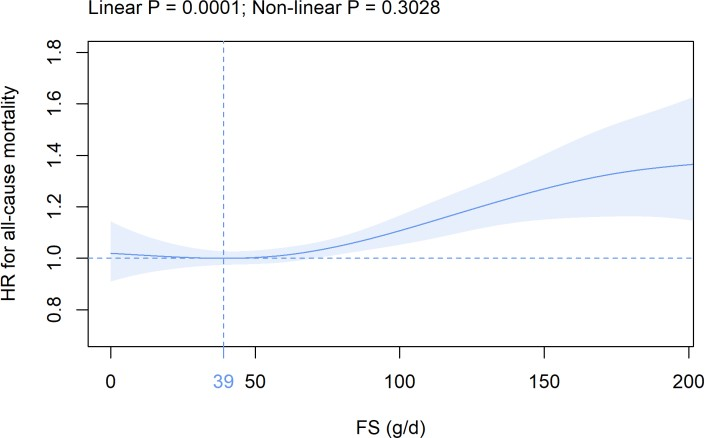 Linear P = 0.0001; Non-linear P = 0.3028
HR for all-cause mortality
1.8
1.6
1.4
1.2
1.0
0.8
0 39 50 100 150 200
FS (g/d)